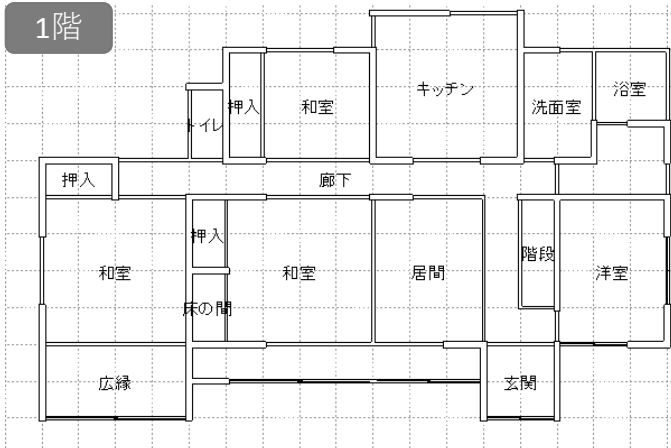 1階
キッチン
浴室
押入
和室
洗面室
トイレ
押入
廊下
押入
階段
和室
和室
居間
洋室
床の間
広縁
玄関